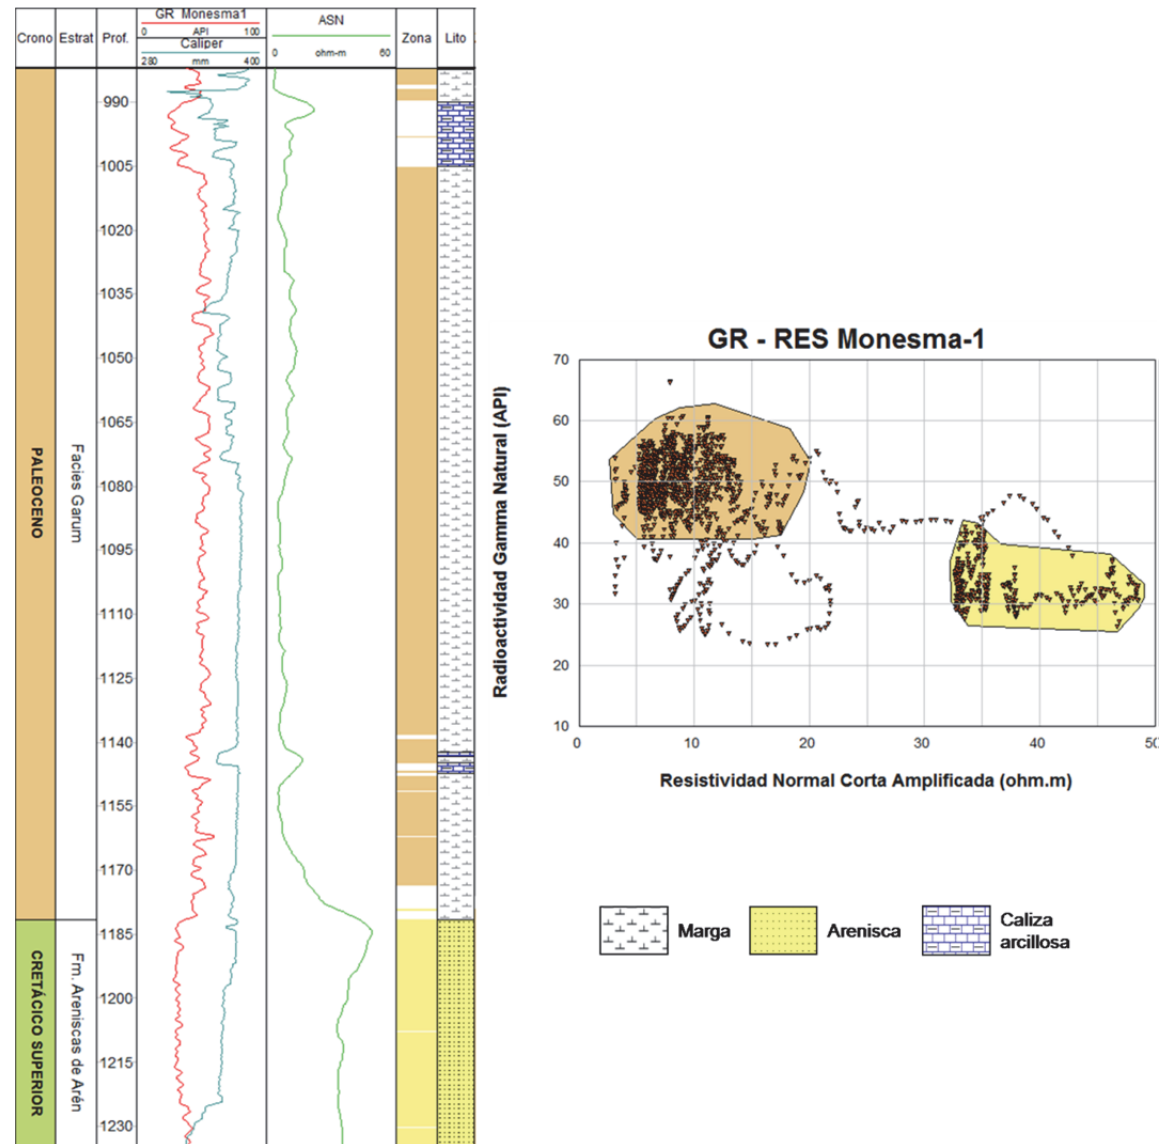 GR Monesma1
0 API 100
Caliper
280 mm 400
ASN
0 ohm-m 60
Crono Estrat Prof. Zona Lito
990
1005
1020
1035
1050
1065
1080
1095
1110
1125
1140
1155
1170
1185
1200
1215
1230
PALEOCENO
Facies Garum
CRETÁCICO SUPERIOR
Fm. Areniscas de Arén
GR - RES Monesma-1
Radioactividad Gamma Natural (API)
70
60
50
40
30
20
10
0 10 20 30 40 50
Resistividad Normal Corta Amplificada (ohm.m)
Marga
Arenisca
Caliza
arcillosa